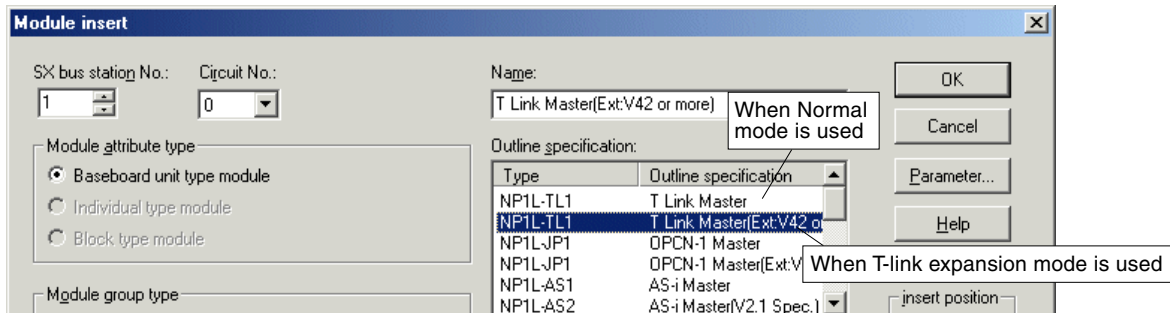 Module insert
SX bus station No.:
Circuit No.:
Name:
1
0
T Link Master(Ext:V42 or more)
OK
Cancel
Parameter...
Help
When Normal
mode is used
Module attribute type
Baseboard unit type module
Individual type module
Block type module
Outline specification:
Type Outline specification
NP1L-TL1 T Link Master
NP1L-TL1 T Link Master(Ext:V42 or
NP1L-JP1 OPCN-1 Master
NP1L-JP1 OPCN-1 Master(Ext:V
NP1L-AS1 AS-i Master
NP1L-AS2 AS-i Master(V2.1 Spec.)
When T-link expansion mode is used
Module group type
insert position